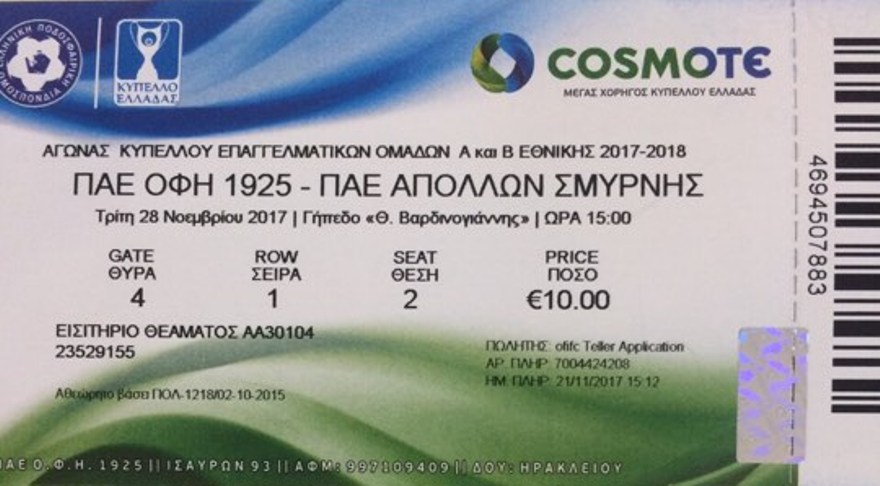 ΕΛΛΗΝΙΚΗ ΠΟΔΟΣΦΑΙΡΙΚΗ ΟΜΟΣΠΟΝΔΙΑ
ΚΥΠΕΛΛΟ
ΕΛΛΑΔΑΣ
COSMOTE
ΜΕΓΑΣ ΧΟΡΗΓΟΣ ΚΥΠΕΛΛΟΥ ΕΛΛΑΔΑΣ
ΑΓΩΝΑΣ ΚΥΠΕΛΛΟΥ ΕΠΑΓΓΕΛΜΑΤΙΚΩΝ ΟΜΑΔΩΝ Α και Β ΕΘΝΙΚΗΣ 2017-2018
ΠΑΕ ΟΦΗ 1925 - ΠΑΕ ΑΠΟΛΛΩΝ ΣΜΥΡΝΗΣ
Τρίτη 28 Νοεμβρίου 2017 | Γήπεδο «Θ. Βαρδινογιάννης» | ΩΡΑ 15:00
GATE ROW SEAT PRICE
ΘΥΡΑ ΣΕΙΡΑ ΘΕΣΗ ΠΟΣΟ
4 1 2 €10.00
ΕΙΣΙΤΗΡΙΟ ΘΕΑΜΑΤΟΣ ΑΑ30104
23529155
ΠΩΛΗΤΗΣ: ofifc Teller Application
ΑΡ. ΠΛΗΡ: 7004424208
ΗΜ. ΠΛΗΡ: 21/11/2017 15:12
Αθεώρητο βάσει ΠΟΛ-1218/02-10-2015
ΠΑΕ Ο.Φ.Η. 1925 || ΙΣΑΥΡΩΝ 93 || ΑΦΜ: 997109409 || ΔΟΥ: ΗΡΑΚΛΕΙΟΥ
4694507883